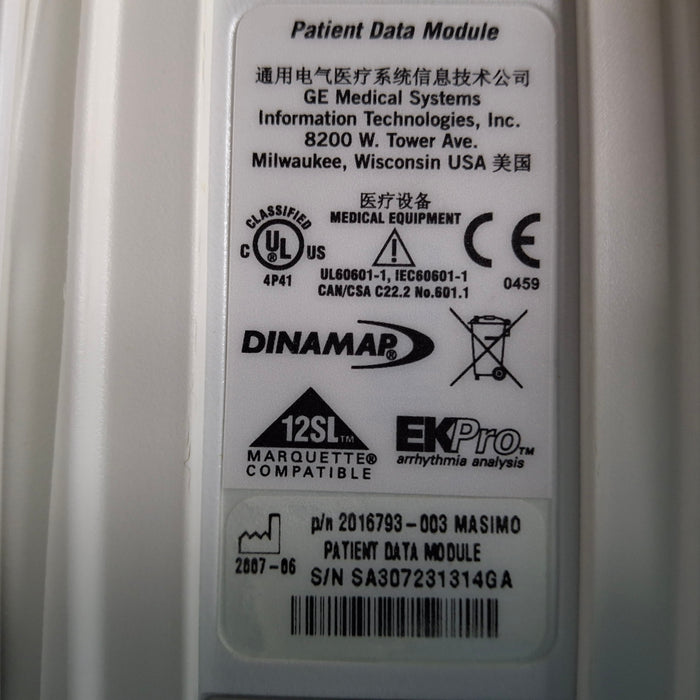 Patient Data Module
通用电气医疗系统信息技术公司
GE Medical Systems
Information Technologies, Inc.
8200 W. Tower Ave.
Milwaukee, Wisconsin USA 美国
医疗设备
MEDICAL EQUIPMENT
CLASSIFIED
C UL® US
4P41
UL60601-1, IEC60601-1
CAN/CSA C22.2 No.601.1
CE
0459
DINAMAP®
12SL™
MARQUETTE®
COMPATIBLE
EKPro™
arrhythmia analysis
p/n 2016793-003 MASIMO
PATIENT DATA MODULE
2007-06
S/N SA307231314GA